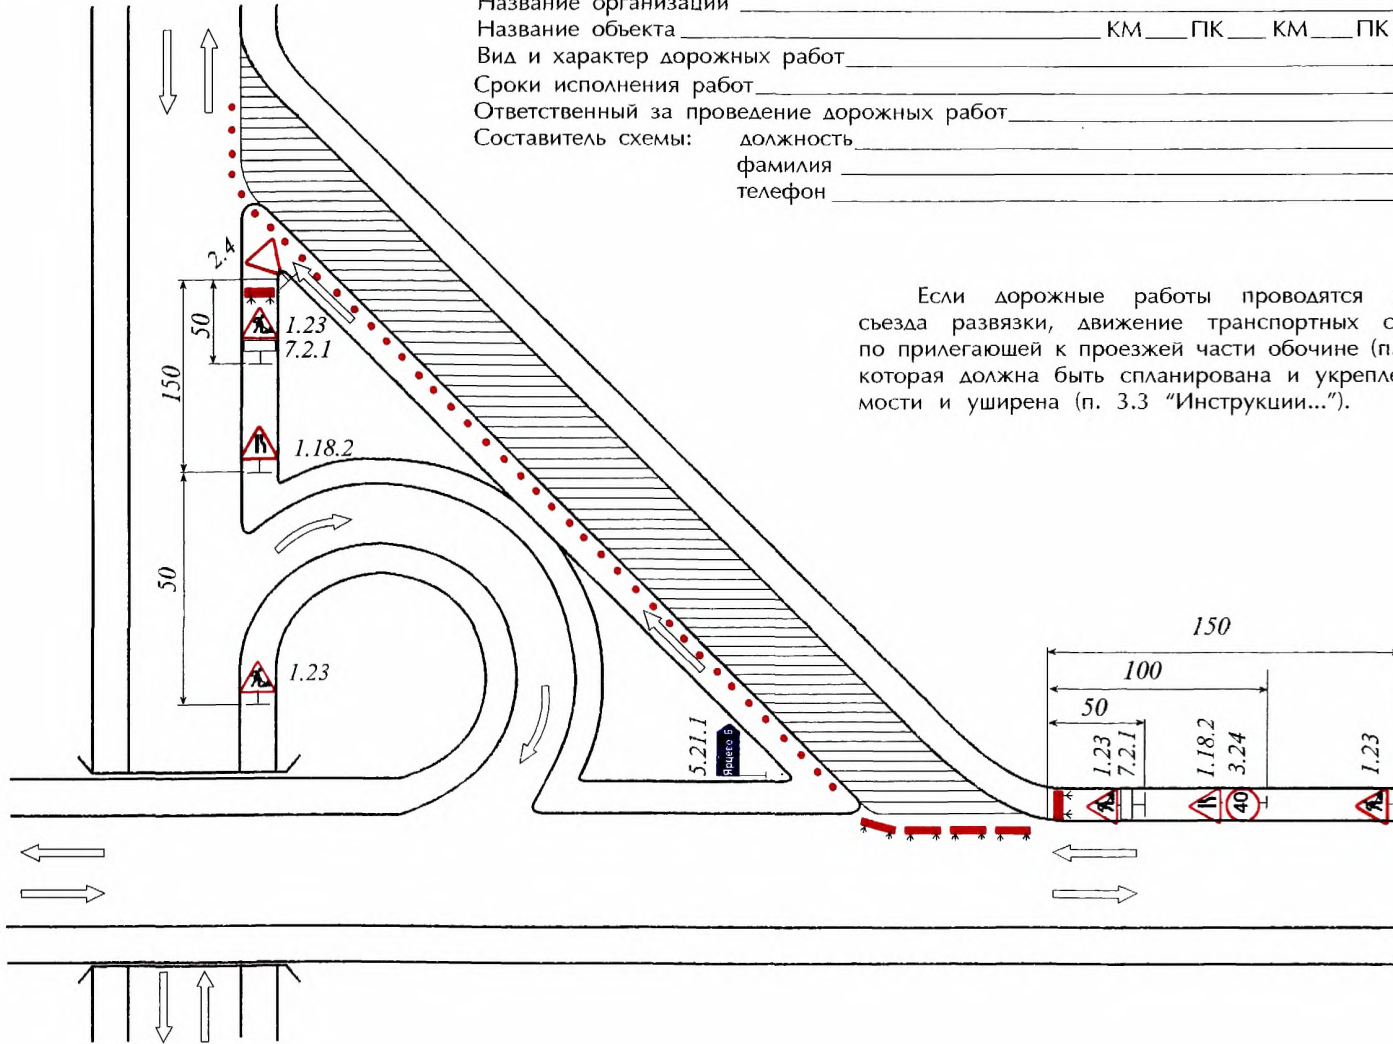 Название организации
Название объекта КМ ПК КМ ПК
Вид и характер дорожных работ
Сроки исполнения работ
Ответственный за проведение дорожных работ
Составитель схемы: должность
фамилия
телефон
Если дорожные работы проводятся
съезда развязки, движение транспортных с
по прилегающей к проезжей части обочине (п.
которая должна быть спланирована и укрепле
мости и уширена (п. 3.3 “Инструкции...”).
2.4
50
1.23
7.2.1
150
1.18.2
50
1.23
5.21.1
150
100
50
1.23
7.2.1
1.18.2
3.24
1.23
40